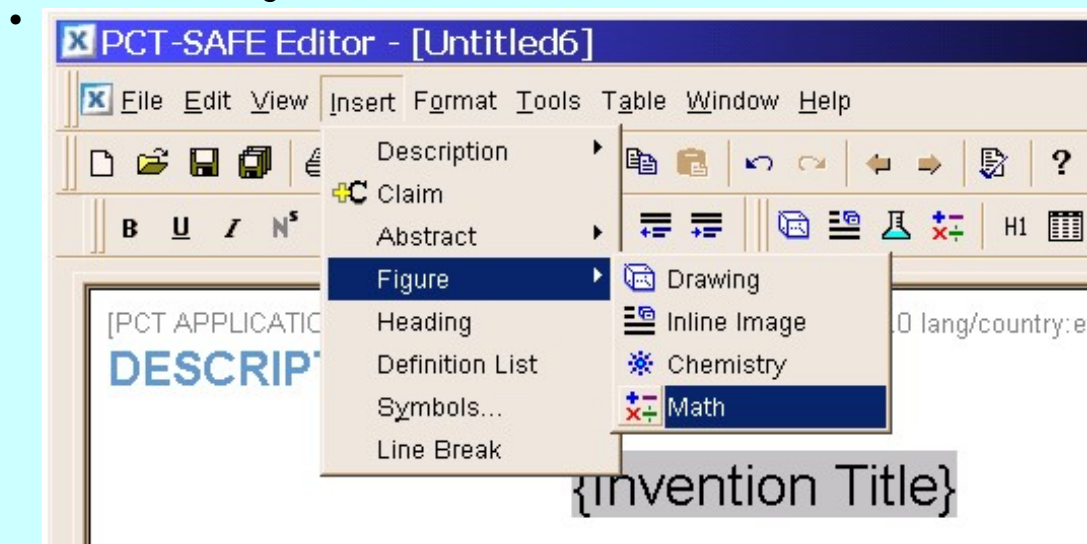 PCT-SAFE Editor - [Untitled6]
File Edit View Insert Format Tools Table Window Help
Description
C Claim
Abstract
Figure
Heading
Definition List
Symbols...
Line Break
?
B U I N^s
H1
Drawing
Inline Image
Chemistry
Math
[PCT APPLICATIO
.0 lang/country:e
DESCRIPT
{Invention Title}